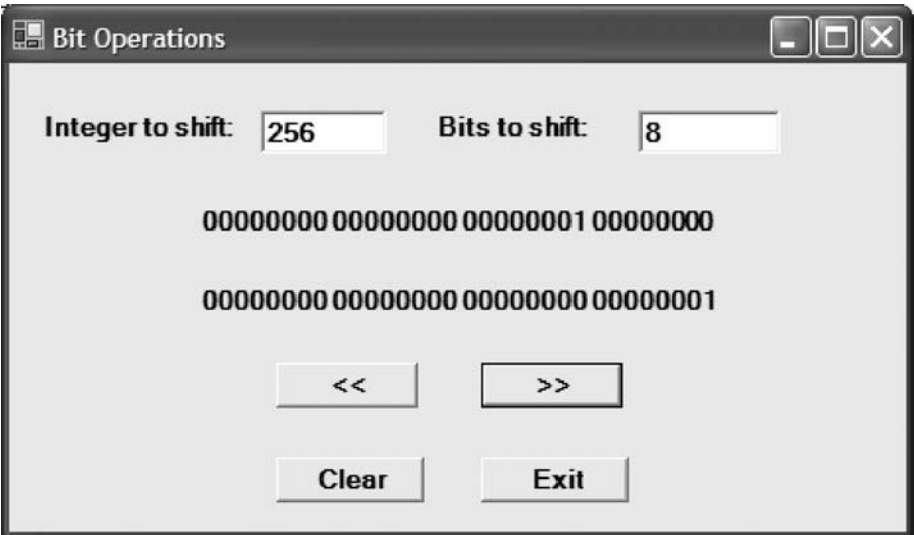 Bit Operations
Integer to shift: 256 Bits to shift: 8
00000000 00000000 00000001 00000000
00000000 00000000 00000000 00000001
<< >>
Clear Exit